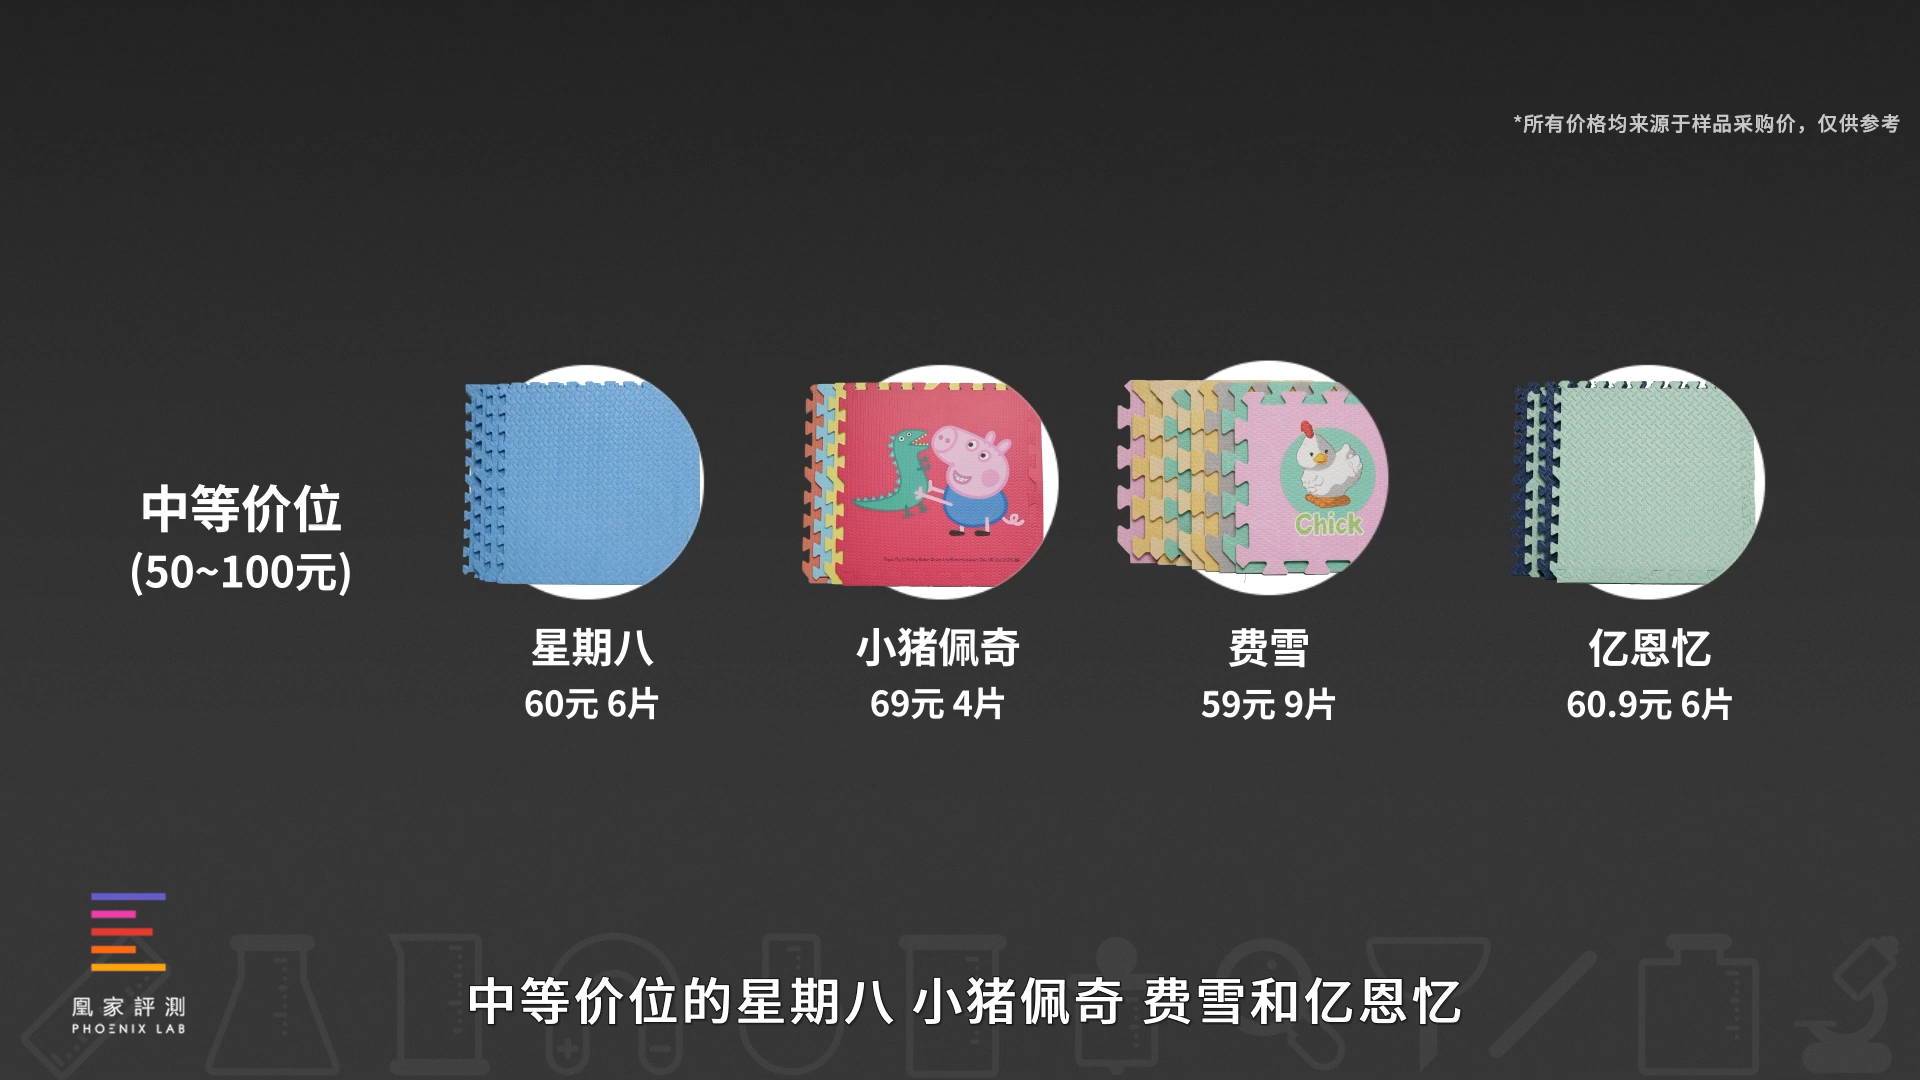 *所有价格均来源于样品采购价，仅供参考
中等价位
(50~100元)
Chick
星期八
60元 6片
小猪佩奇
69元 4片
费雪
59元 9片
亿恩忆
60.9元 6片
凰家評測
PHOENIX LAB
中等价位的星期八 小猪佩奇 费雪和亿恩忆